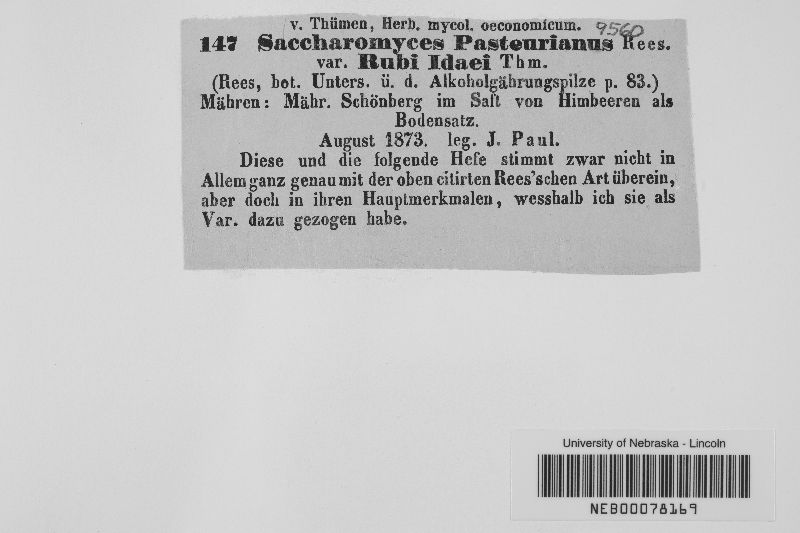 v. Thümen, Herb. mycol. oeconomicum. 9560
147 Saccharomyces Pasteurianus Rees.
var. Rubi Idaei Thm.
(Rees, bot. Unters. ü. d. Alkoholgährungspilze p. 83.)
Mähren: Mähr. Schönberg im Saft von Himbeeren als
Bodensatz.
August 1873. leg. J. Paul.
Diese und die folgende Hefe stimmt zwar nicht in
Allem ganz genau mit der oben citirten Rees'schen Art überein,
aber doch in ihren Hauptmerkmalen, wesshalb ich sie als
Var. dazu gezogen habe.
University of Nebraska - Lincoln
NEB00078169